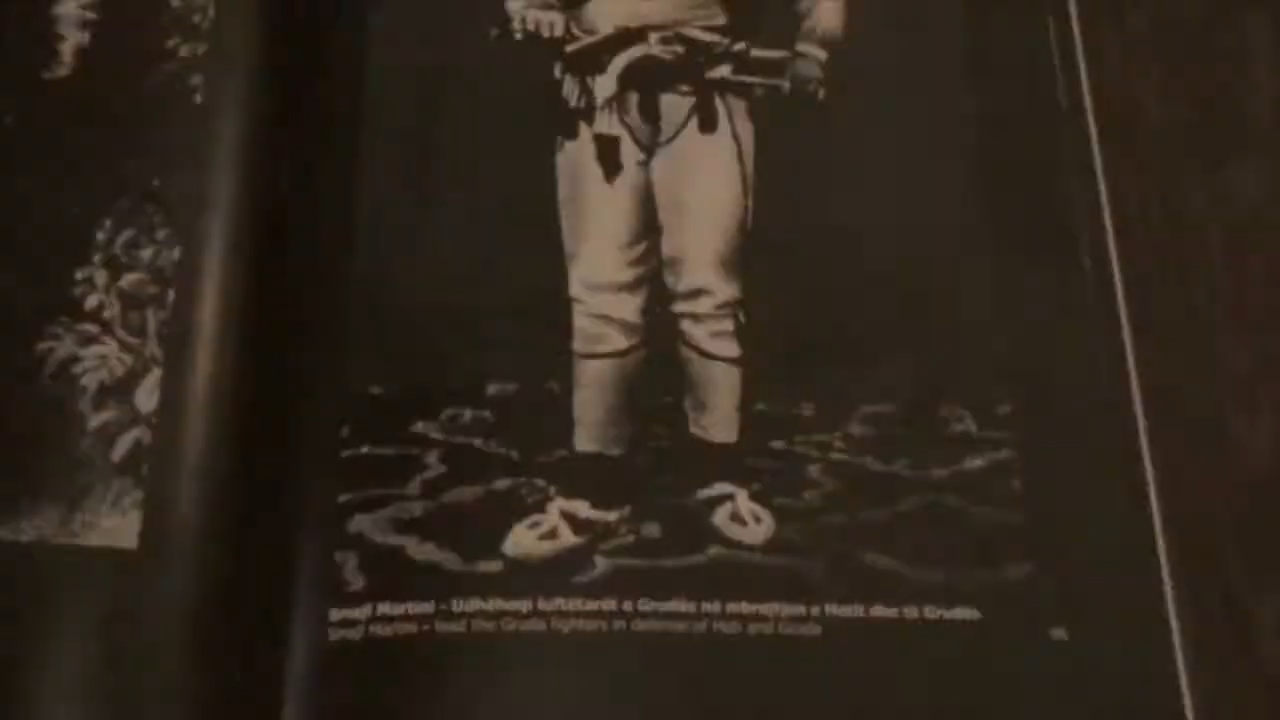 Smajl Martini - Udhëhoqi luftëtarët e Grudës në mbrojtjen e Hotit dhe të Grudës
Smajl Martini - lead the Gruda fighters in defense of Hoti and Gruda